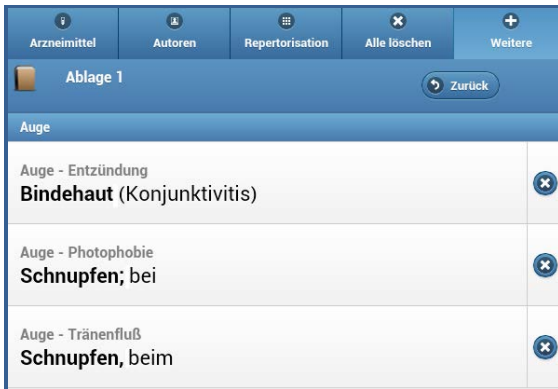 Arzneimittel Autoren Repertorisation Alle löschen Weitere
Ablage 1 Zurück
Auge
Auge - Entzündung
Bindehaut (Konjunktivitis)
Auge - Photophobie
Schnupfen; bei
Auge - Tränenfluß
Schnupfen, beim